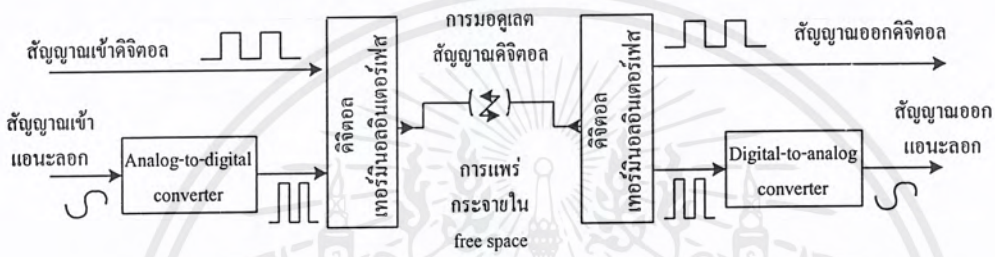 สัญญาณเข้าดิจิตอล
สัญญาณเข้า
แอนะลอก
Analog-to-digital
converter
ดิจิตอล
เทอร์มินอลอินเตอร์เฟส
การมอดูเลต
สัญญาณดิจิตอล
การแพร่
กระจายใน
free space
ดิจิตอล
เทอร์มินอลอินเตอร์เฟส
สัญญาณออกดิจิตอล
Digital-to-analog
converter
สัญญาณออก
แอนะลอก